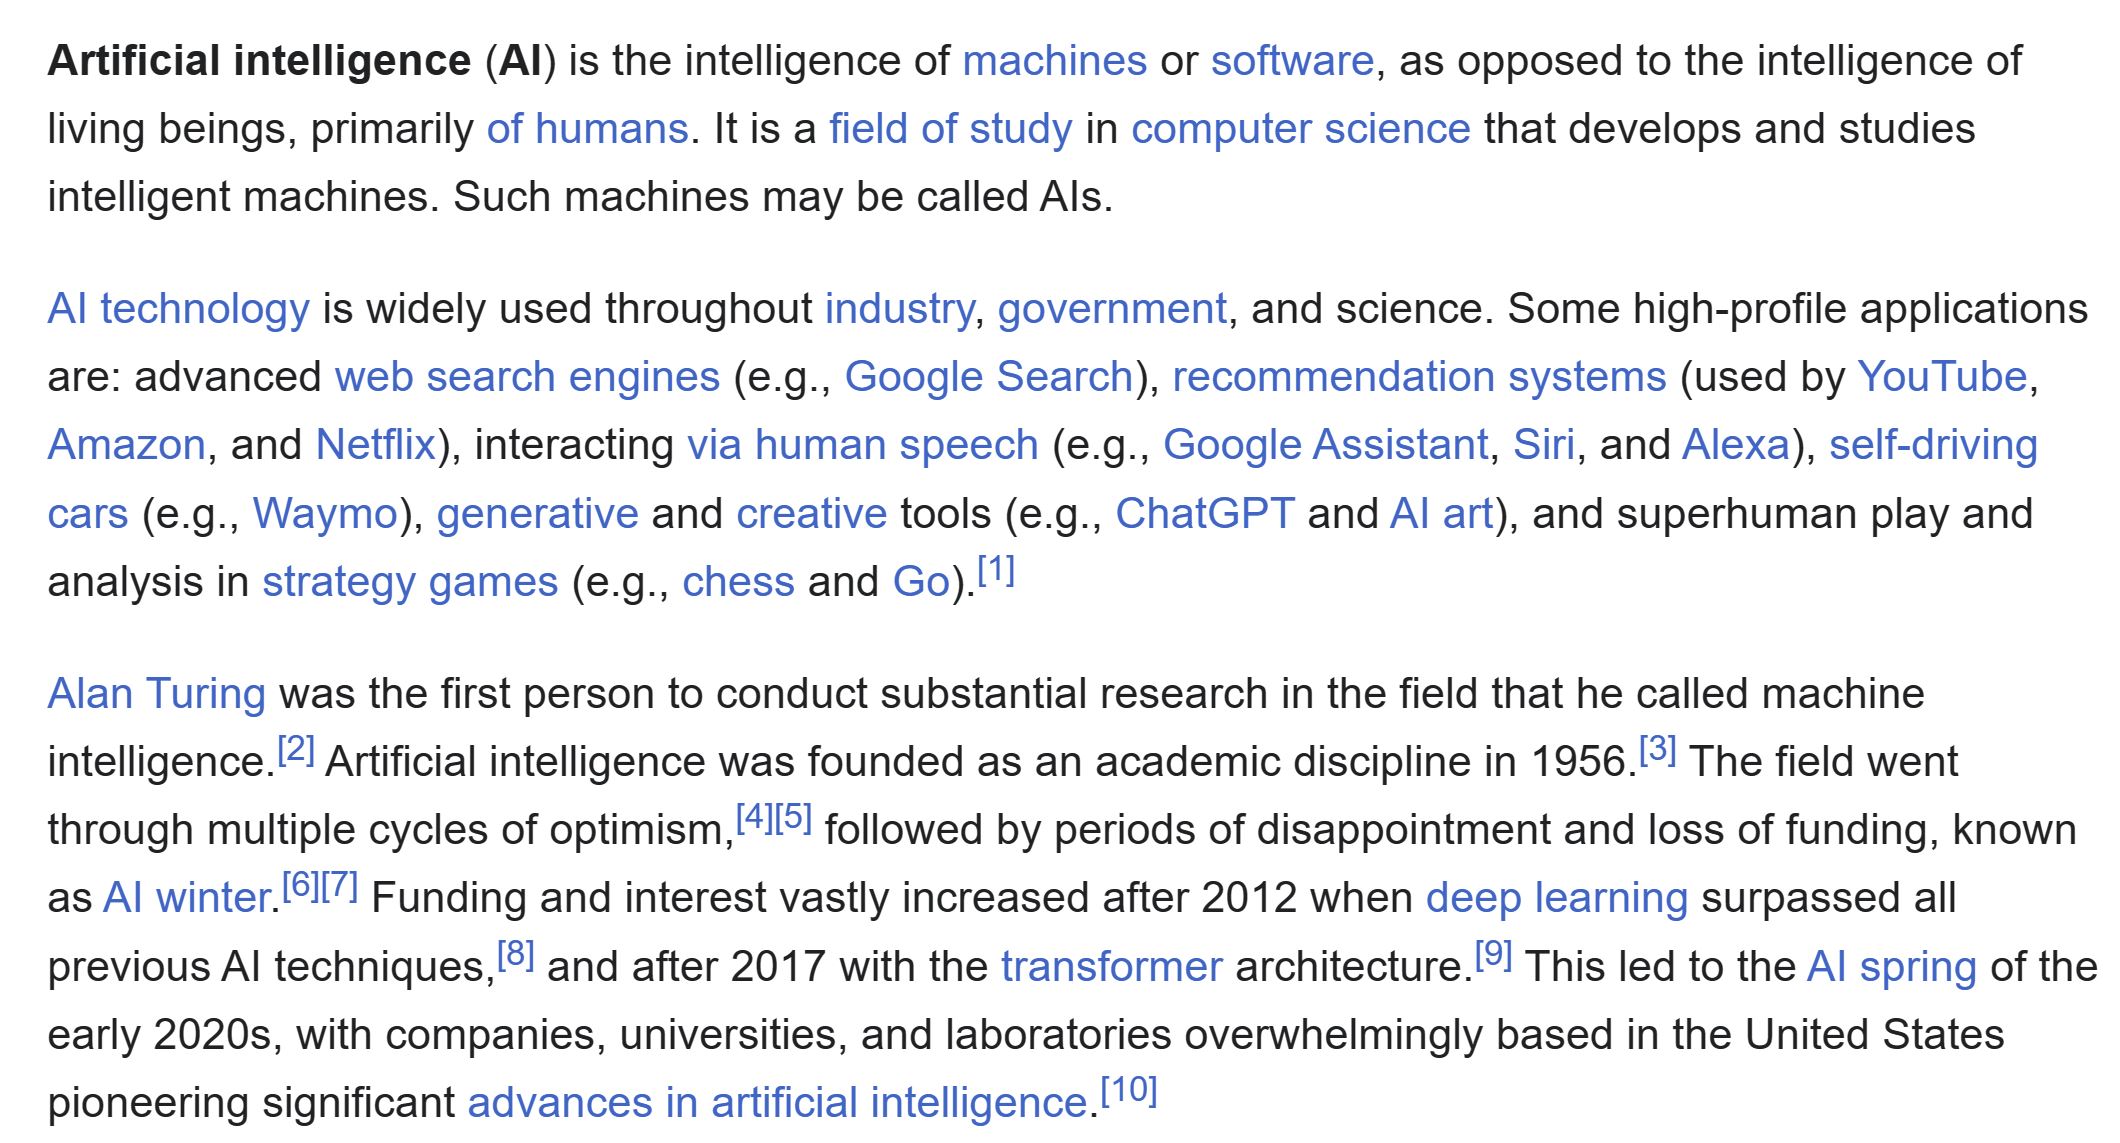 Artificial intelligence (AI) is the intelligence of machines or software, as opposed to the intelligence of
living beings, primarily of humans. It is a field of study in computer science that develops and studies
intelligent machines. Such machines may be called AIs.
AI technology is widely used throughout industry, government, and science. Some high-profile applications
are: advanced web search engines (e.g., Google Search), recommendation systems (used by YouTube,
Amazon, and Netflix), interacting via human speech (e.g., Google Assistant, Siri, and Alexa), self-driving
cars (e.g., Waymo), generative and creative tools (e.g., ChatGPT and AI art), and superhuman play and
analysis in strategy games (e.g., chess and Go).[1]
Alan Turing was the first person to conduct substantial research in the field that he called machine
intelligence.[2] Artificial intelligence was founded as an academic discipline in 1956.[3] The field went
through multiple cycles of optimism,[4][5] followed by periods of disappointment and loss of funding, known
as AI winter.[6][7] Funding and interest vastly increased after 2012 when deep learning surpassed all
previous AI techniques,[8] and after 2017 with the transformer architecture.[9] This led to the AI spring of the
early 2020s, with companies, universities, and laboratories overwhelmingly based in the United States
pioneering significant advances in artificial intelligence.[10]